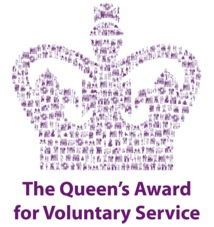 The Queen's Award
for Voluntary Service